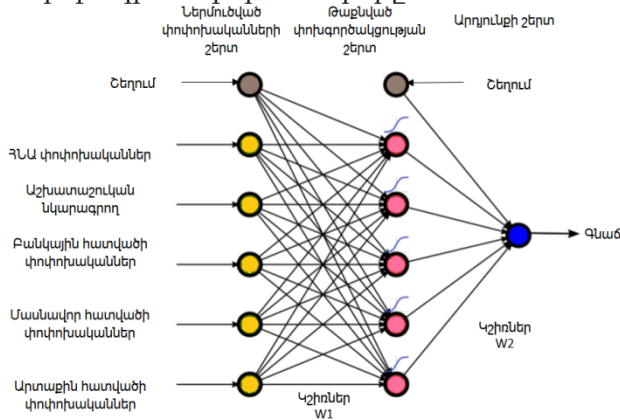 Ներմուծված
փոփոխականների
շերտ
Թաքնված
փոխգործակցության
շերտ
Արդյունքի շերտ
Շեղում
Շեղում
ՀՆԱ փոփոխականներ
Աշխատաշուկան
նկարագրող
Բանկային հատվածի
փոփոխականներ
Գնաճ
Մասնավոր հատվածի
փոփոխականներ
Կշիռներ
W2
Արտաքին հատվածի
փոփոխականներ
Կշիռներ
W1